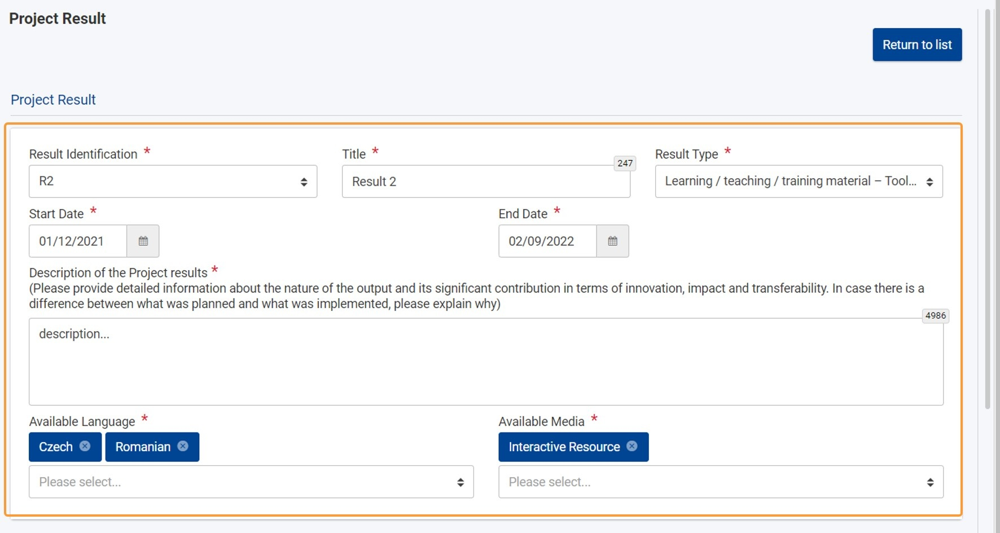 Project Result
Return to list
Project Result
Result Identification *
Title *
Result Type *
247
R2
Result 2
Learning / teaching / training material – Tool...
Start Date *
End Date *
01/12/2021
02/09/2022
Description of the Project results *
(Please provide detailed information about the nature of the output and its significant contribution in terms of innovation, impact and transferability. In case there is a
difference between what was planned and what was implemented, please explain why)
4986
description...
Available Language *
Available Media *
Czech
Romanian
Interactive Resource
Please select...
Please select...